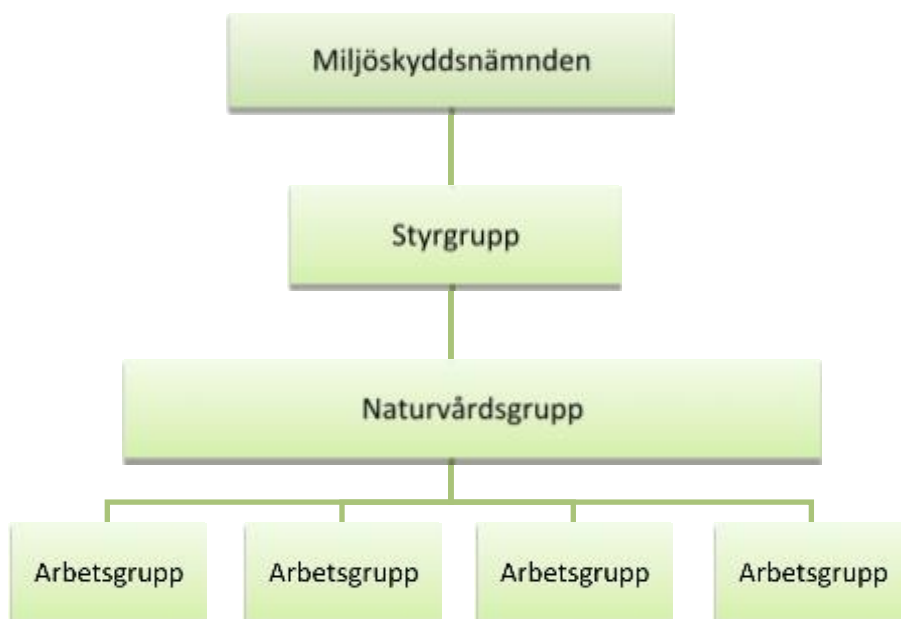 Miljöskyddsnämnden
Styrgrupp
Naturvårdsgrupp
Arbetsgrupp
Arbetsgrupp
Arbetsgrupp
Arbetsgrupp